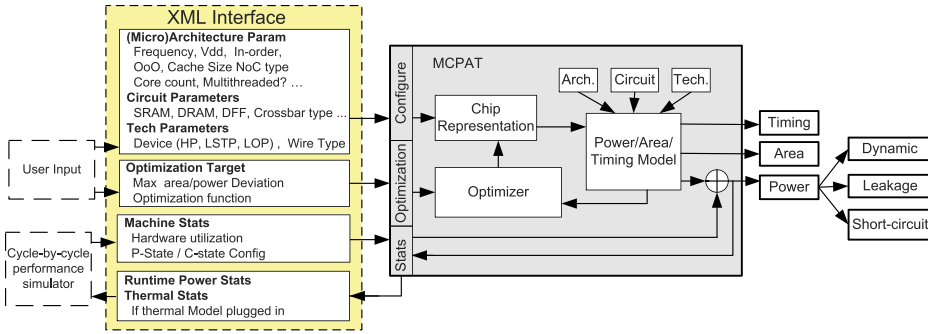 XML Interface
(Micro)Architecture Param
Frequency, Vdd, In-order,
OoO, Cache Size NoC type
Core count, Multithreaded? ...
Circuit Parameters
SRAM, DRAM, DFF, Crossbar type ...
Tech Parameters
Device (HP, LSTP, LOP) , Wire Type
User Input
Optimization Target
Max area/power Deviation
Optimization function
Machine Stats
Hardware utilization
P-State / C-state Config
Cycle-by-cycle
performance
simulator
Runtime Power Stats
Thermal Stats
If thermal Model plugged in
Configure
Optimization
Stats
MCPAT
Arch.
Circuit
Tech.
Chip
Representation
Power/Area/
Timing Model
Optimizer
Timing
Area
Power
Dynamic
Leakage
Short-circuit